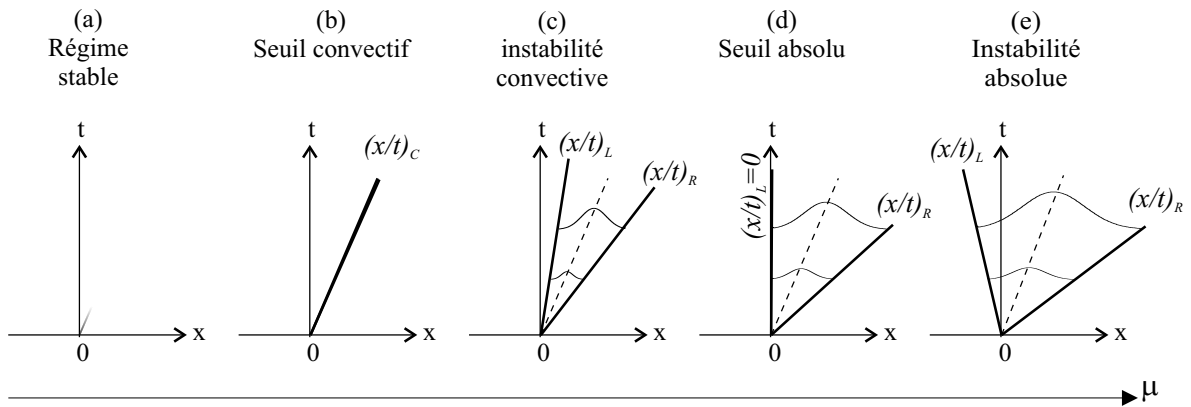 (a)
Régime
stable
t
x
0
(b)
Seuil convectif
t
(x/t)C
x
0
(c)
instabilité
convective
t
(x/t)L
(x/t)R
x
0
(d)
Seuil absolu
t
(x/t)L=0
(x/t)R
x
0
(e)
Instabilité
absolue
t
(x/t)L
(x/t)R
x
0
μ